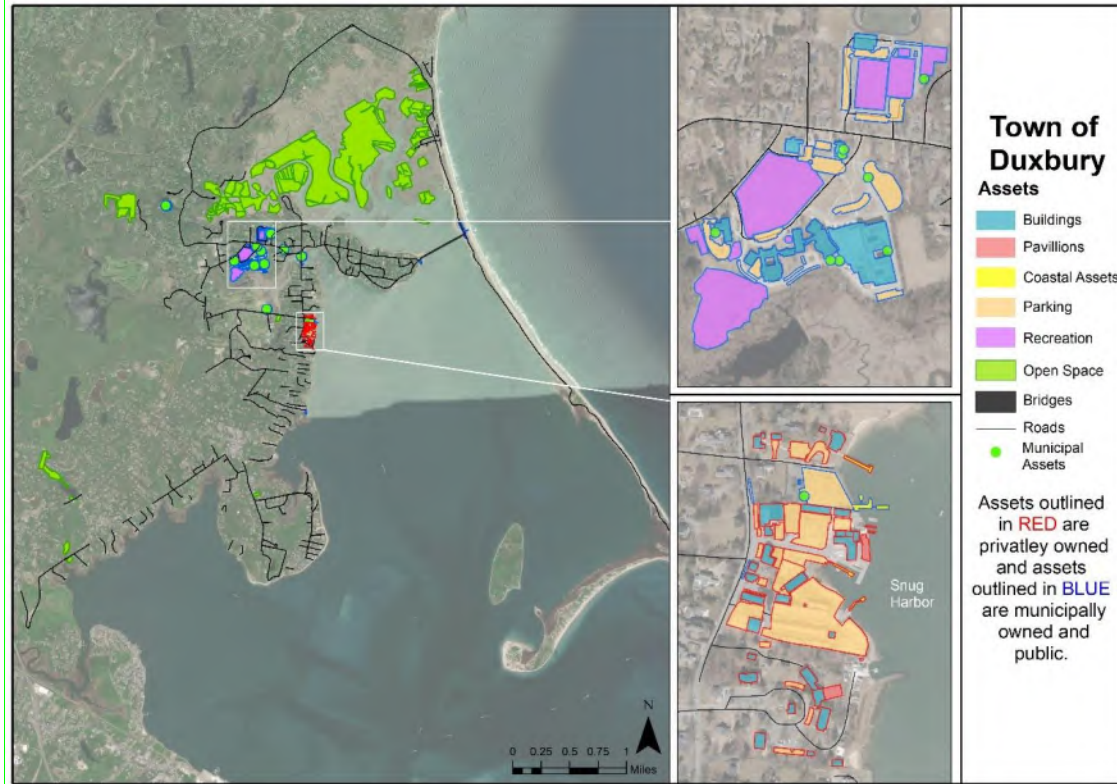 Town of
Duxbury
Assets
Buildings
Pavillions
Coastal Assets
Parking
Recreation
Open Space
Bridges
Roads
Municipal
Assets
Assets outlined
in RED are
privatley owned
and assets
outlined in BLUE
are municipally
owned and
public.
Snug
Harbor
N
0 0.25 0.5 0.75 1
Miles